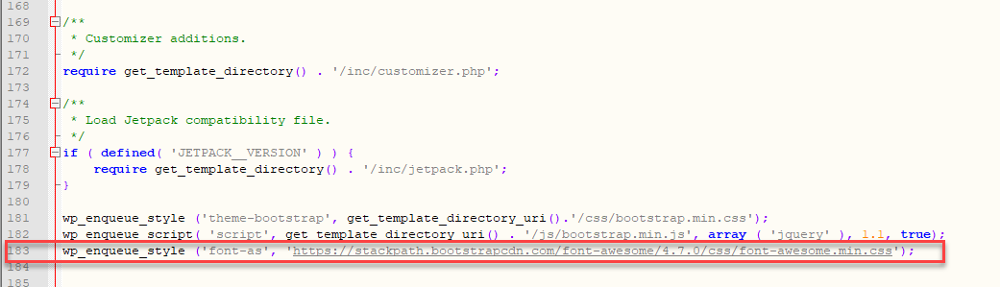 168
169 /**
170 * Customizer additions.
171 */
172 require get_template_directory() . '/inc/customizer.php';
173
174 /**
175 * Load Jetpack compatibility file.
176 */
177 if ( defined( 'JETPACK__VERSION' ) ) {
178 require get_template_directory() . '/inc/jetpack.php';
179 }
180
181 wp_enqueue_style ('theme-bootstrap', get_template_directory_uri().'/css/bootstrap.min.css');
182 wp_enqueue_script( 'script', get_template_directory_uri() . '/js/bootstrap.min.js', array ( 'jquery' ), 1.1, true);
183 wp_enqueue_style ('font-as', 'https://stackpath.bootstrapcdn.com/font-awesome/4.7.0/css/font-awesome.min.css');
184
185